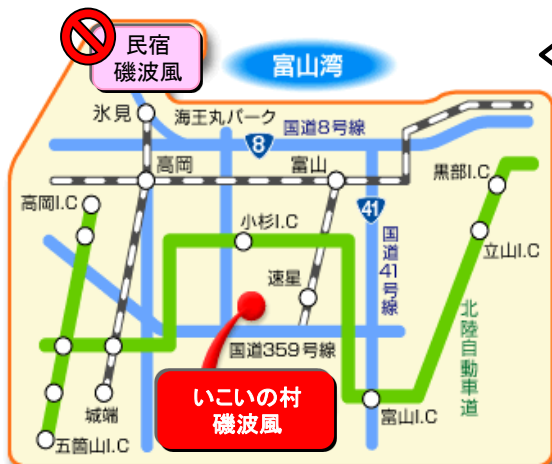 民宿
磯波風
富山湾
氷見
海王丸パーク
国道8号線
8
高岡
富山
黒部I.C
高岡I.C
41
小杉I.C
国道41号線
立山I.C
速星
北陸自動車道
国道359号線
いこいの村
磯波風
城端
富山I.C
五箇山I.C